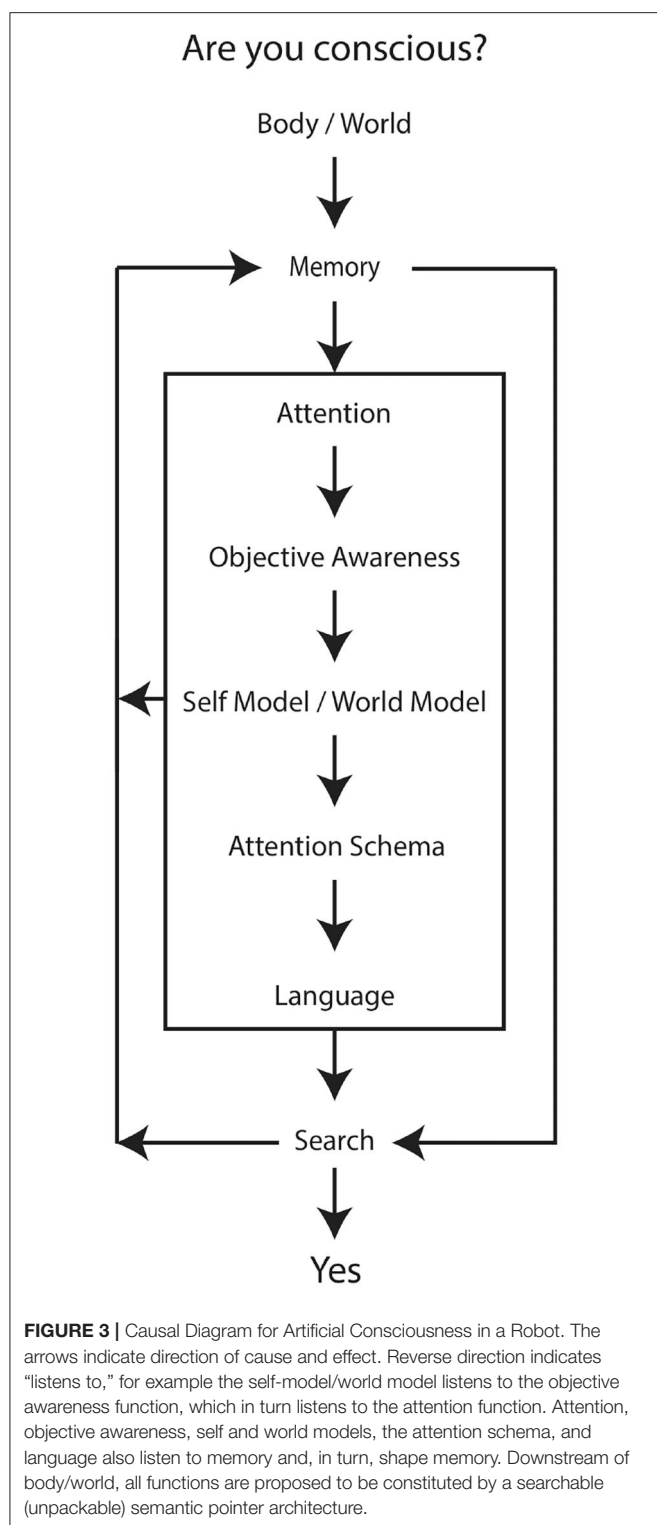 Are you conscious?
Body / World
Memory
Attention
Objective Awareness
Self Model / World Model
Attention Schema
Language
Search
Yes
FIGURE 3 | Causal Diagram for Artificial Consciousness in a Robot. The
arrows indicate direction of cause and effect. Reverse direction indicates
“listens to,” for example the self-model/world model listens to the objective
awareness function, which in turn listens to the attention function. Attention,
objective awareness, self and world models, the attention schema, and
language also listen to memory and, in turn, shape memory. Downstream of
body/world, all functions are proposed to be constituted by a searchable
(unpackable) semantic pointer architecture.